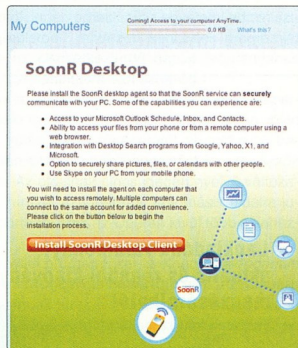 My Computers
Coming! Access to your computer AnyTime.
0.0 KB What's this?
SoonR Desktop
Please install the SoonR desktop agent so that the SoonR service can securely
communicate with your PC. Some of the capabilities you can experience are:
• Access to your Microsoft Outlook Schedule, Inbox, and Contacts.
• Ability to access your files from your phone or from a remote computer using a
web browser.
• Integration with Desktop Search programs from Google, Yahoo, X1, and
Microsoft.
• Option to securely share pictures, files, or calendars with other people.
• Use Skype on your PC from your mobile phone.
You will need to install the agent on each computer that
you wish to access remotely. Multiple computers can
connect to the same account for added convenience.
Please click on the button below to begin the
installation process.
Install SoonR Desktop Client
SoonR